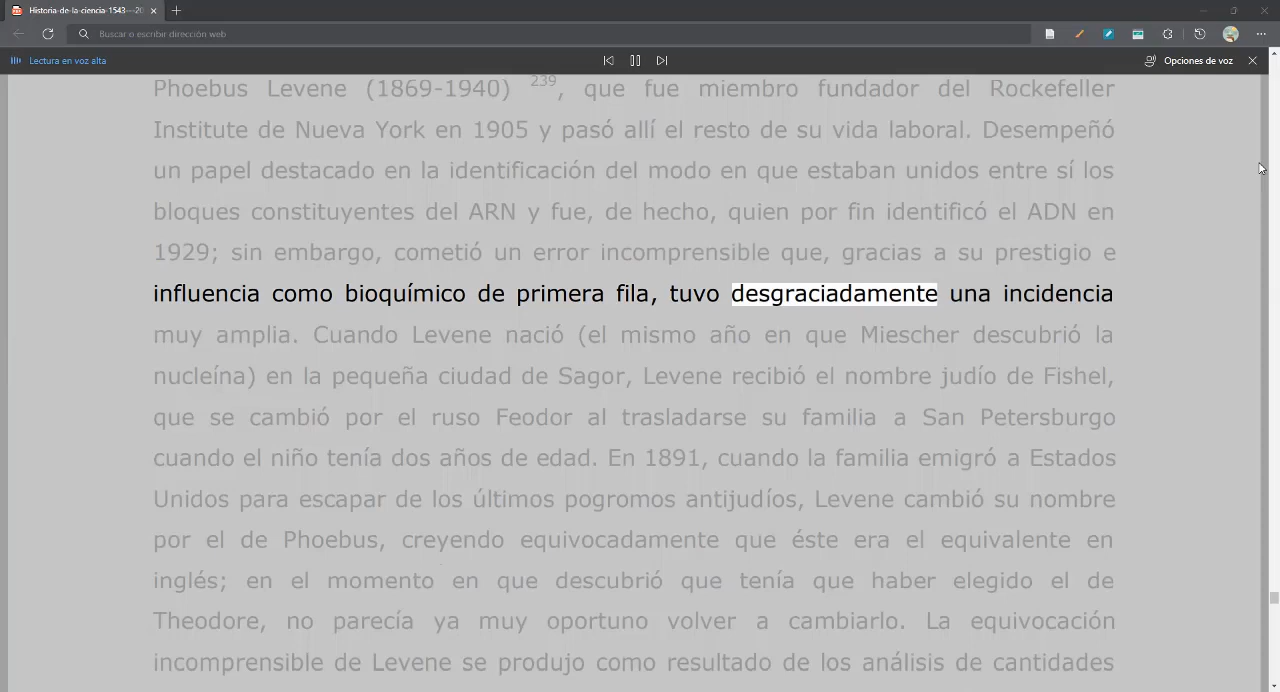 Historia-de-la-ciencia-1543---20
Buscar o escribir dirección web
Lectura en voz alta
Opciones de voz
Phoebus Levene (1869-1940) 239, que fue miembro fundador del Rockefeller
Institute de Nueva York en 1905 y pasó allí el resto de su vida laboral. Desempeñó
un papel destacado en la identificación del modo en que estaban unidos entre sí los
bloques constituyentes del ARN y fue, de hecho, quien por fin identificó el ADN en
1929; sin embargo, cometió un error incomprensible que, gracias a su prestigio e
influencia como bioquímico de primera fila, tuvo desgraciadamente una incidencia
muy amplia. Cuando Levene nació (el mismo año en que Miescher descubrió la
nucleína) en la pequeña ciudad de Sagor, Levene recibió el nombre judío de Fishel,
que se cambió por el ruso Feodor al trasladarse su familia a San Petersburgo
cuando el niño tenía dos años de edad. En 1891, cuando la familia emigró a Estados
Unidos para escapar de los últimos pogromos antijudíos, Levene cambió su nombre
por el de Phoebus, creyendo equivocadamente que éste era el equivalente en
inglés; en el momento en que descubrió que tenía que haber elegido el de
Theodore, no parecía ya muy oportuno volver a cambiarlo. La equivocación
incomprensible de Levene se produjo como resultado de los análisis de cantidades